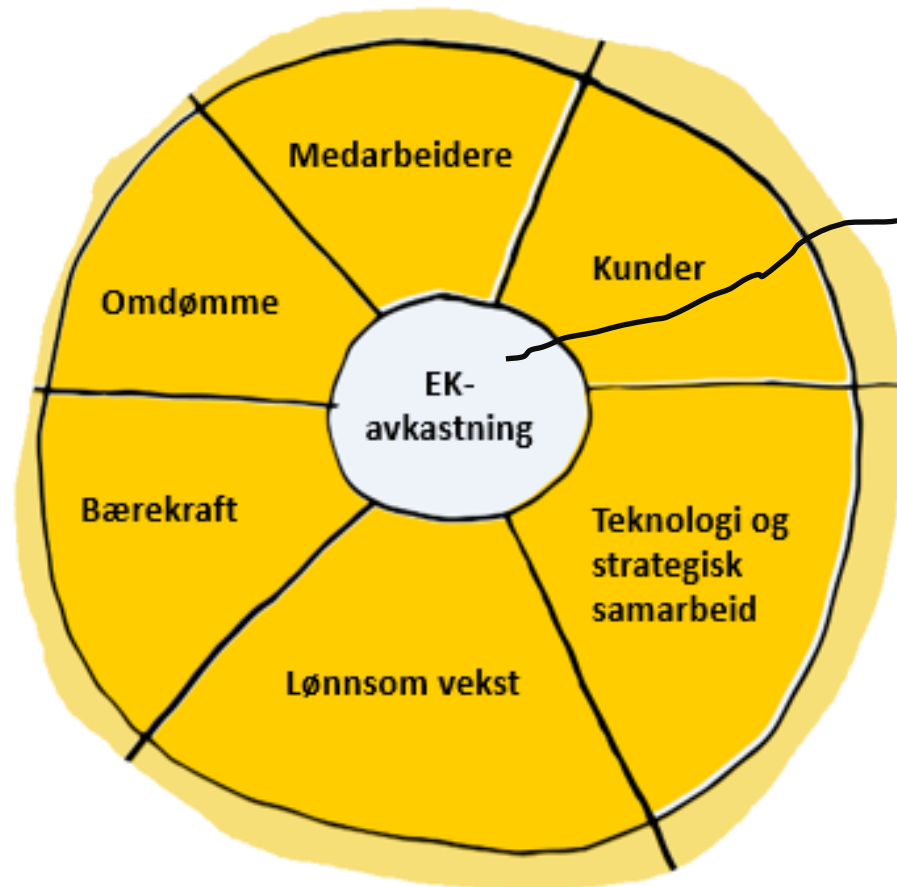 Medarbeidere
Kunder
Omdømme
EK-
avkastning
Bærekraft
Teknologi og
strategisk
samarbeid
Lønnsom vekst